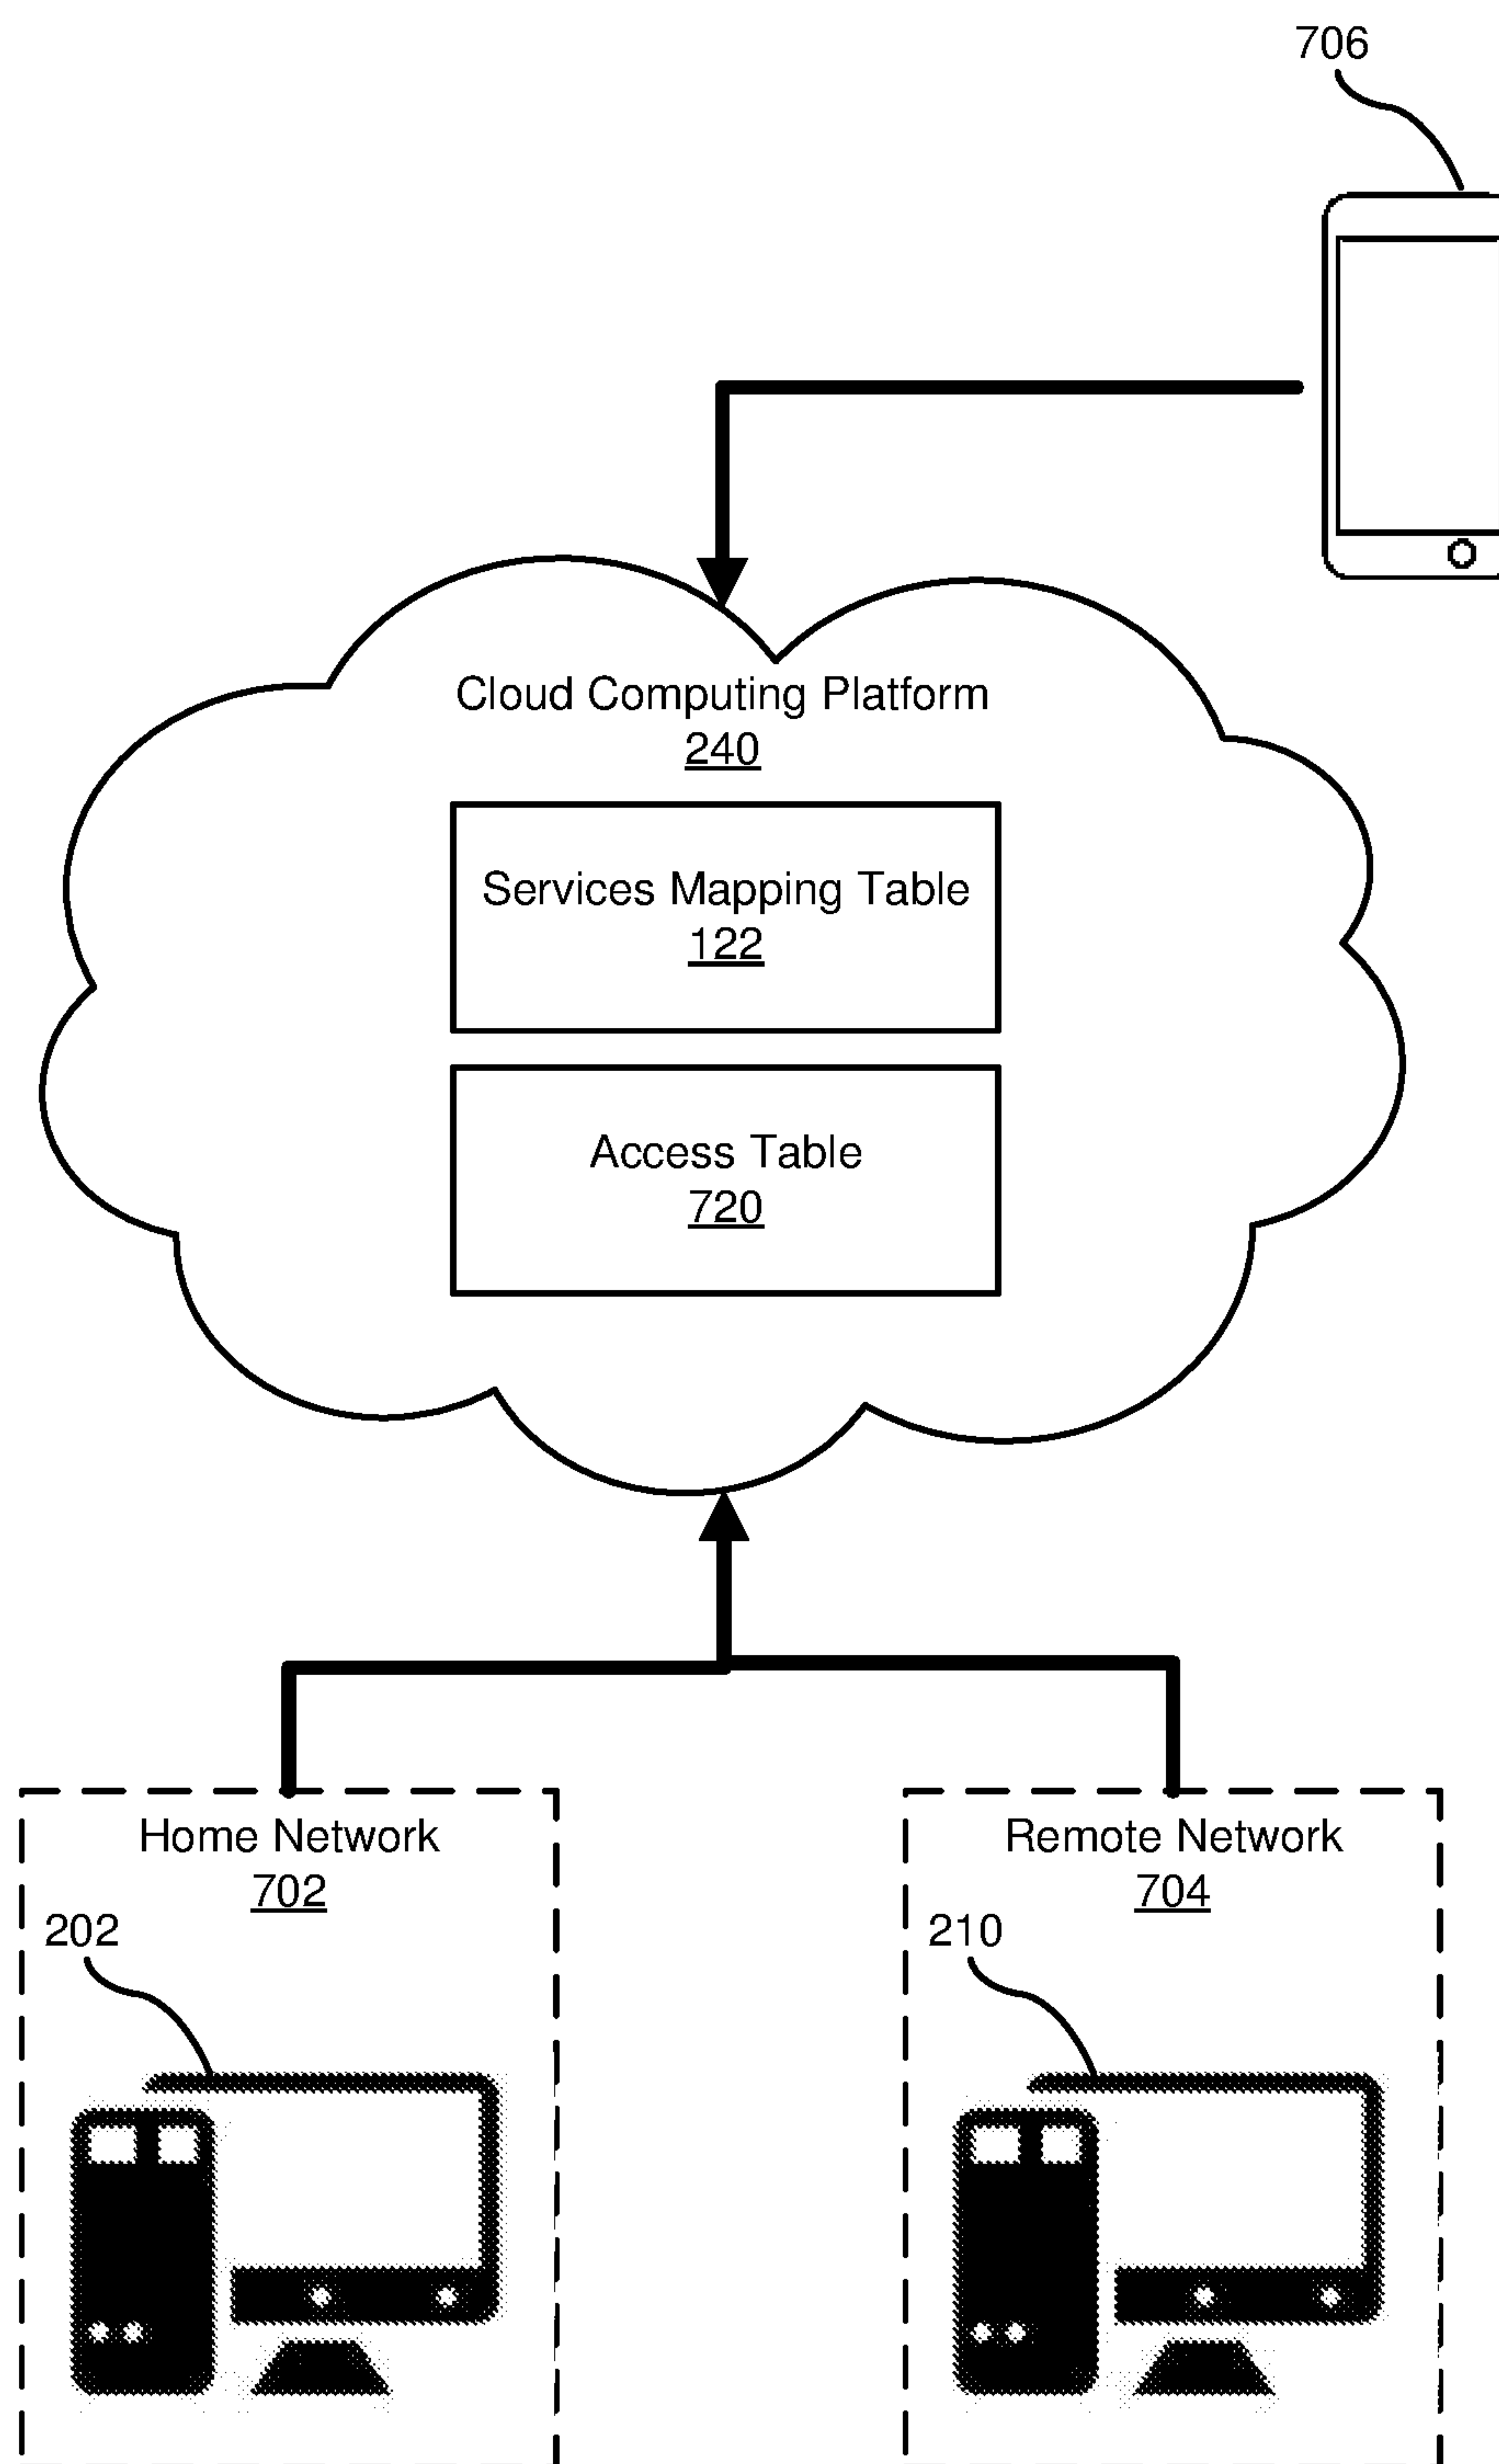 706
Cloud Computing Platform
240
Services Mapping Table
122
Access Table
720
Home Network
702
202
Remote Network
704
210